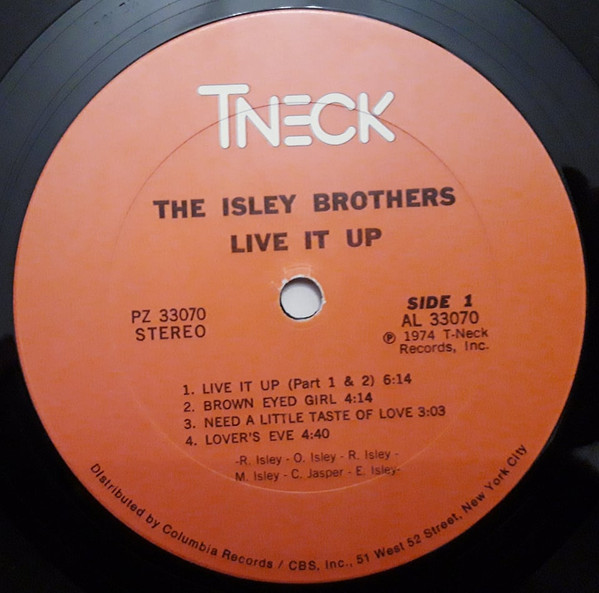 TNECK
THE ISLEY BROTHERS
LIVE IT UP
PZ 33070
STEREO
SIDE 1
AL 33070
℗ 1974 T-Neck
Records, Inc.
1. LIVE IT UP (Part 1 & 2) 6:14
2. BROWN EYED GIRL 4:14
3. NEED A LITTLE TASTE OF LOVE 3:03
4. LOVER'S EVE 4:40
-R. Isley - O. Isley - R. Isley -
M. Isley - C. Jasper - E. Isley-
Distributed by Columbia Records / CBS, Inc., 51 West 52 Street, New York City